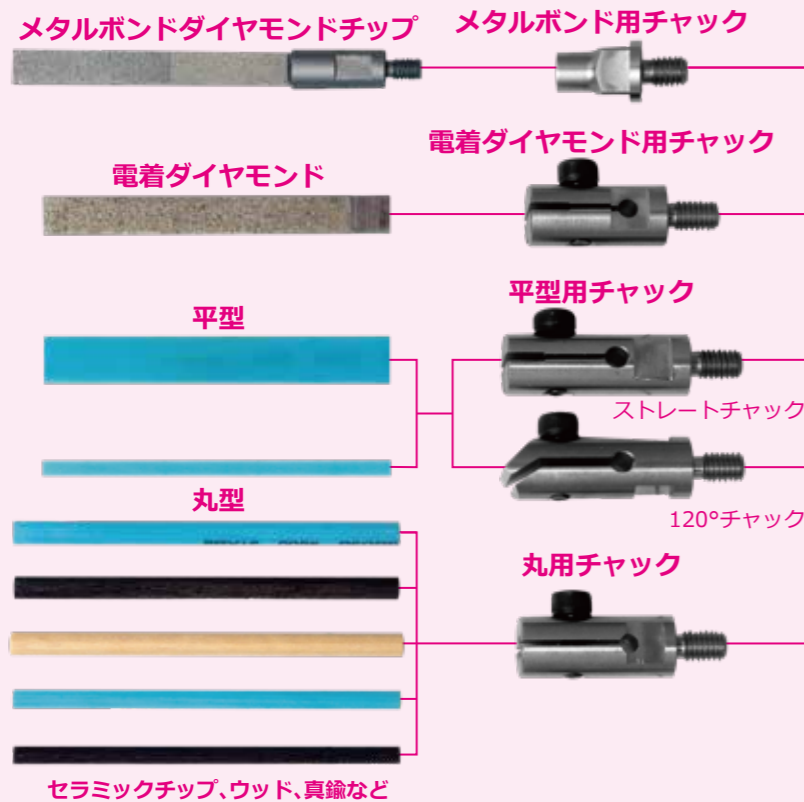 メタルボンドダイヤモンドチップ
メタルボンド用チャック
電着ダイヤモンド
電着ダイヤモンド用チャック
平型
平型用チャック
ストレートチャック
120°チャック
丸型
丸用チャック
セラミックチップ、ウッド、真鍮など